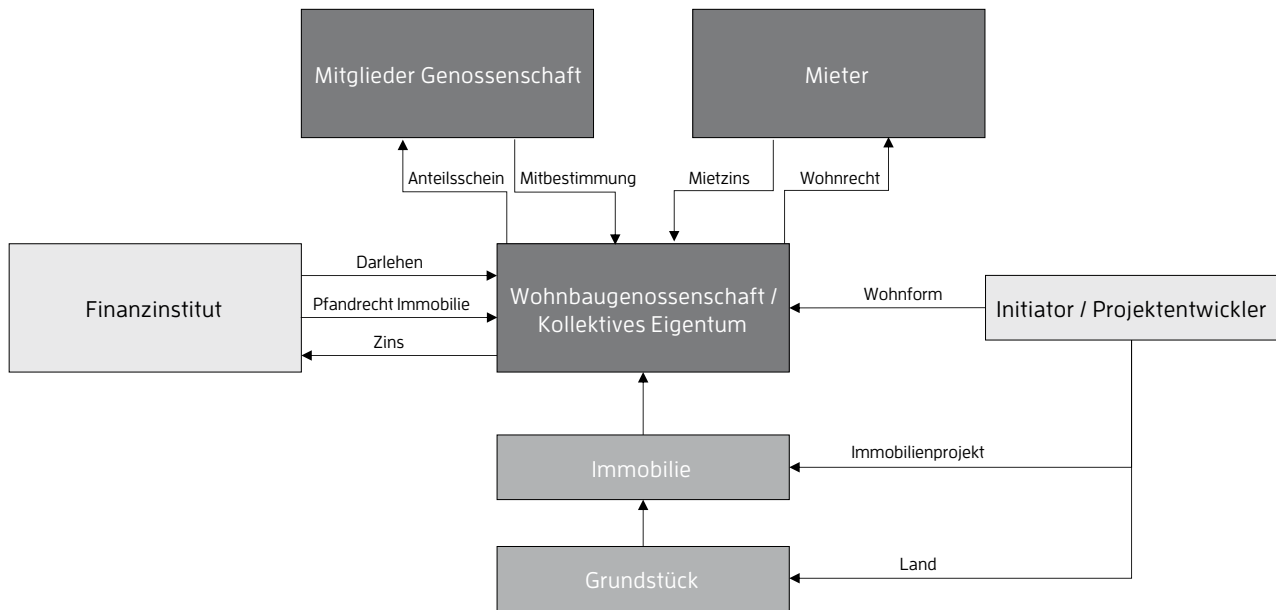 Mitglieder Genossenschaft
Mieter
Anteilsschein
Mitbestimmung
Mietzins
Wohnrecht
Finanzinstitut
Darlehen
Pfandrecht Immobilie
Zins
Wohnbaugenossenschaft /
Kollektives Eigentum
Wohnform
Initiator / Projektentwickler
Immobilie
Immobilienprojekt
Grundstück
Land